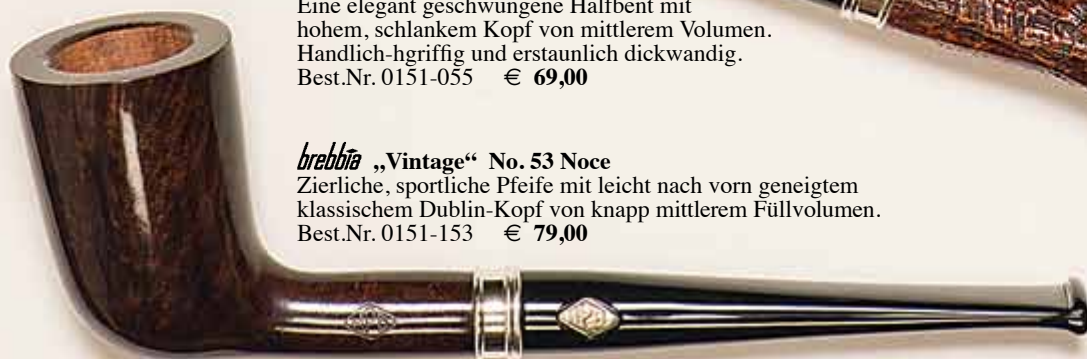 Eine elegant geschwungene Halfbent mit
hohem, schlankem Kopf von mittlerem Volumen.
Handlich-hgriffig und erstaunlich dickwandig.
Best.Nr. 0151-055 € 69,00
brebbia „Vintage“ No. 53 Noce
Zierliche, sportliche Pfeife mit leicht nach vorn geneigtem
klassischem Dublin-Kopf von knapp mittlerem Füllvolumen.
Best.Nr. 0151-153 € 79,00